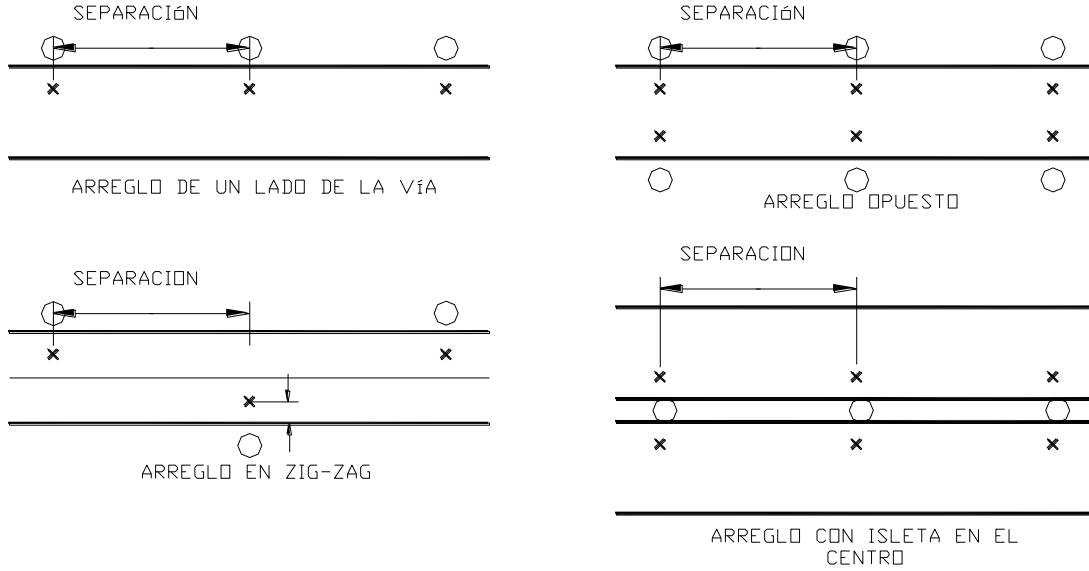 SEPARACIóN
ARREGLO DE UN LADO DE LA VíA
SEPARACIóN
ARREGLO OPUESTO
SEPARACION
ARREGLO EN ZIG-ZAG
SEPARACION
ARREGLO CON ISLETA EN EL
CENTRO